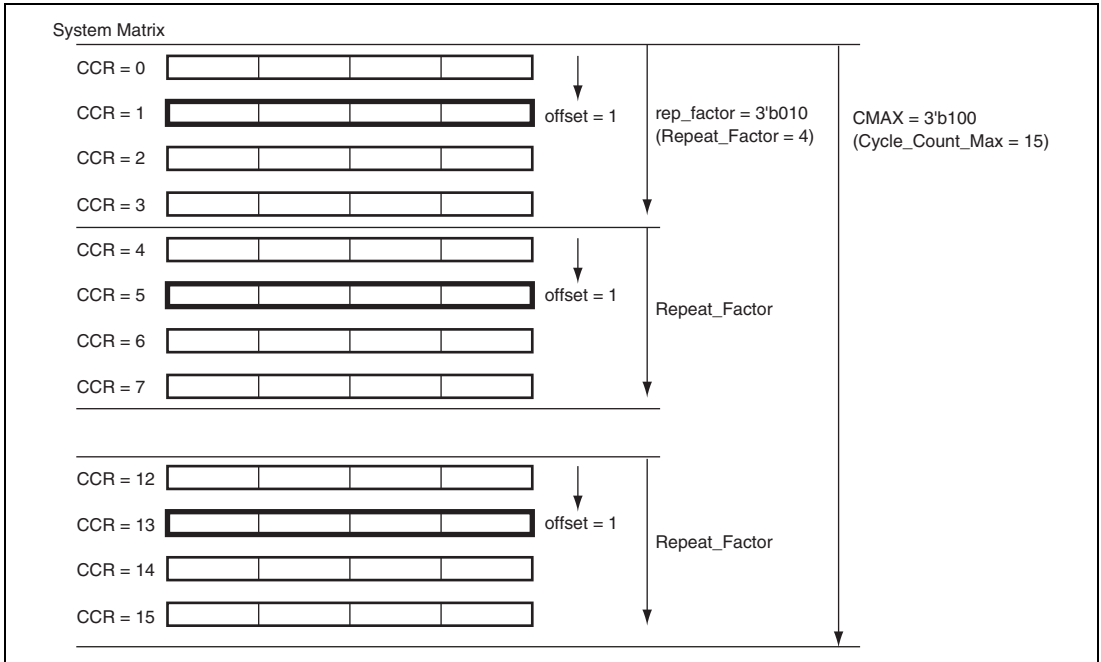 System Matrix
CCR = 0
CCR = 1
offset = 1
rep_factor = 3'b010
(Repeat_Factor = 4)
CMAX = 3'b100
(Cycle_Count_Max = 15)
CCR = 2
CCR = 3
CCR = 4
CCR = 5
offset = 1
Repeat_Factor
CCR = 6
CCR = 7
CCR = 12
CCR = 13
offset = 1
Repeat_Factor
CCR = 14
CCR = 15